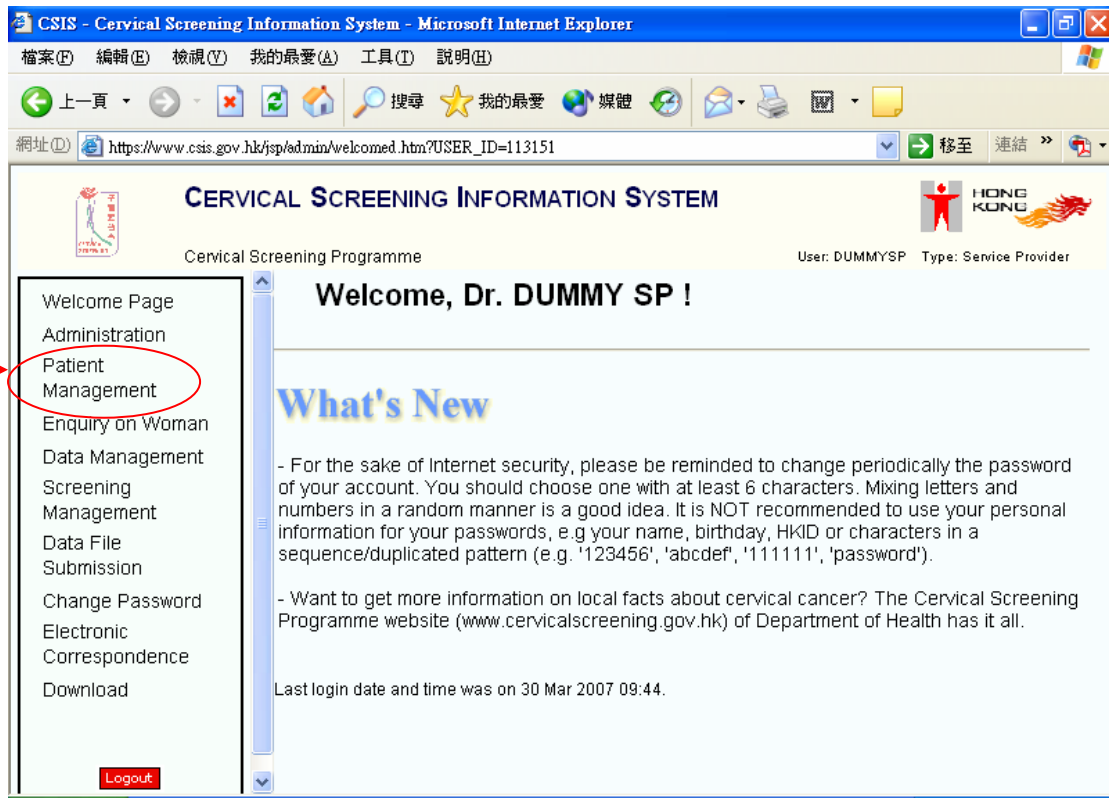 CSIS - Cervical Screening Information System - Microsoft Internet Explorer
檔案(F) 編輯(E) 檢視(V) 我的最愛(A) 工具(T) 說明(H)
上一頁 搜尋 我的最愛 媒體
網址(D) https://www.csis.gov.hk/jsp/admin/welcomed.htm?USER_ID=113151 移至 連結 »
CERVICAL SCREENING INFORMATION SYSTEM
HONG
KONG
Cervical Screening Programme
User: DUMMYSP Type: Service Provider
Welcome Page
Administration
Patient
Management
Enquiry on Woman
Data Management
Screening
Management
Data File
Submission
Change Password
Electronic
Correspondence
Download
Logout
Welcome, Dr. DUMMY SP !
What's New
- For the sake of Internet security, please be reminded to change periodically the password
of your account. You should choose one with at least 6 characters. Mixing letters and
numbers in a random manner is a good idea. It is NOT recommended to use your personal
information for your passwords, e.g your name, birthday, HKID or characters in a
sequence/duplicated pattern (e.g. '123456', 'abcdef', '111111', 'password').
- Want to get more information on local facts about cervical cancer? The Cervical Screening
Programme website (www.cervicalscreening.gov.hk) of Department of Health has it all.
Last login date and time was on 30 Mar 2007 09:44.